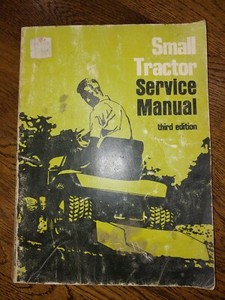 Small
Tractor
Service
Manual
third edition